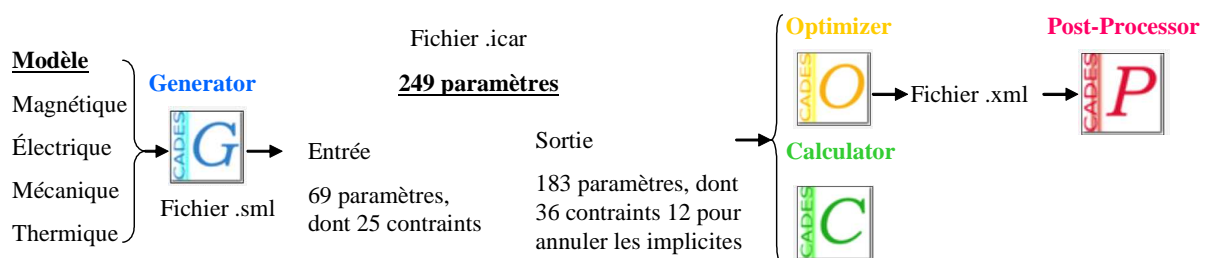 Modèle
Magnétique
Électrique
Mécanique
Thermique
Generator
CADES G
Fichier .sml
Fichier .icar
249 paramètres
Entrée
69 paramètres,
dont 25 contraints
Sortie
183 paramètres, dont
36 contraints 12 pour
annuler les implicites
Optimizer
CADES O
Fichier .xml
Calculator
CADES C
Post-Processor
CADES P